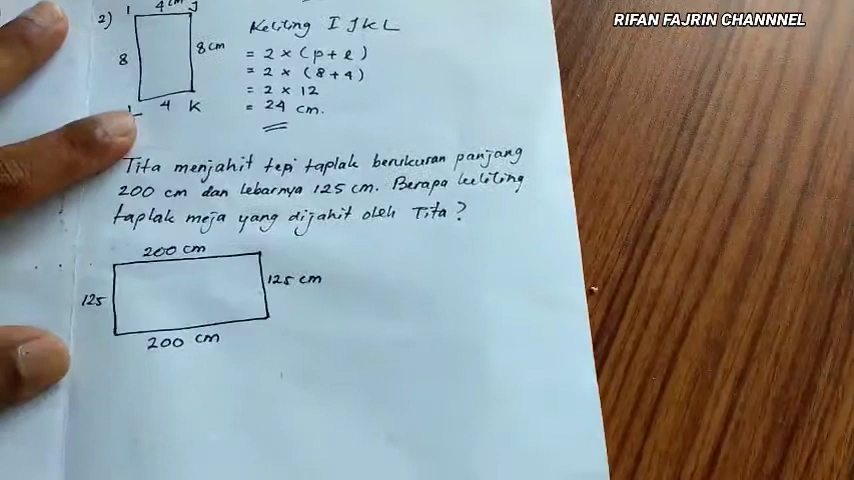 RIFAN FAJRIN CHANNNEL
2) I 4 cm J
8 8 cm
4 K
Keliling IJKL
= 2 × (p+l)
= 2 × (8+4)
= 2 × 12
= 24 cm.
Tita menjahit tepi taplak berukuran panjang
200 cm dan lebarnya 125 cm. Berapa keliling
taplak meja yang dijahit oleh Tita?
200 cm
125 125 cm
200 cm